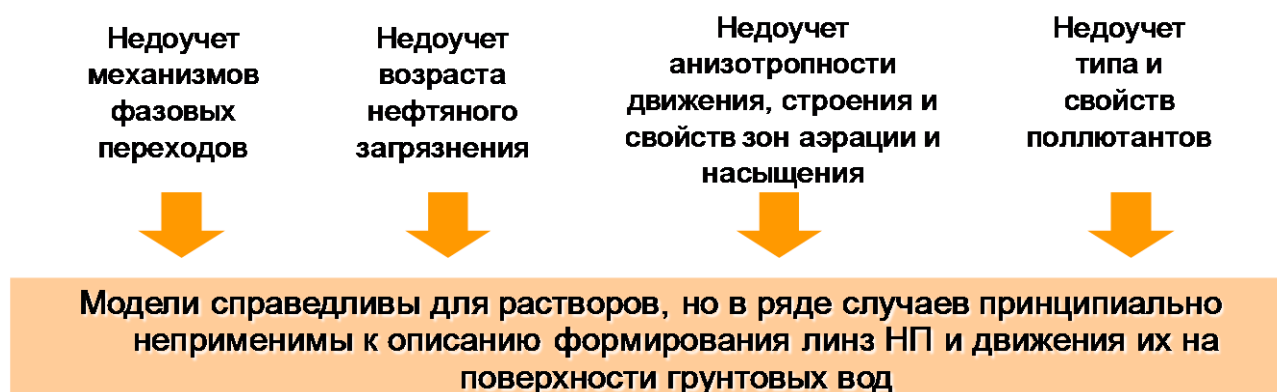 Недоучет
механизмов
фазовых
переходов
Недоучет
возраста
нефтяного
загрязнения
Недоучет
анизотропности
движения, строения и
свойств зон аэрации и
насыщения
Недоучет
типа и
свойств
поллютантов
Модели справедливы для растворов, но в ряде случаев принципиально
неприменимы к описанию формирования линз НП и движения их на
поверхности грунтовых вод